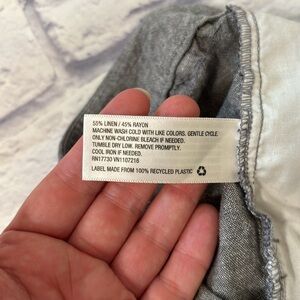 55% LINEN / 45% RAYON
MACHINE WASH COLD WITH LIKE COLORS. GENTLE CYCLE.
ONLY NON-CHLORINE BLEACH IF NEEDED.
TUMBLE DRY LOW. REMOVE PROMPTLY.
COOL IRON IF NEEDED.
RN17730 VN1107216
LABEL MADE FROM 100% RECYCLED PLASTIC